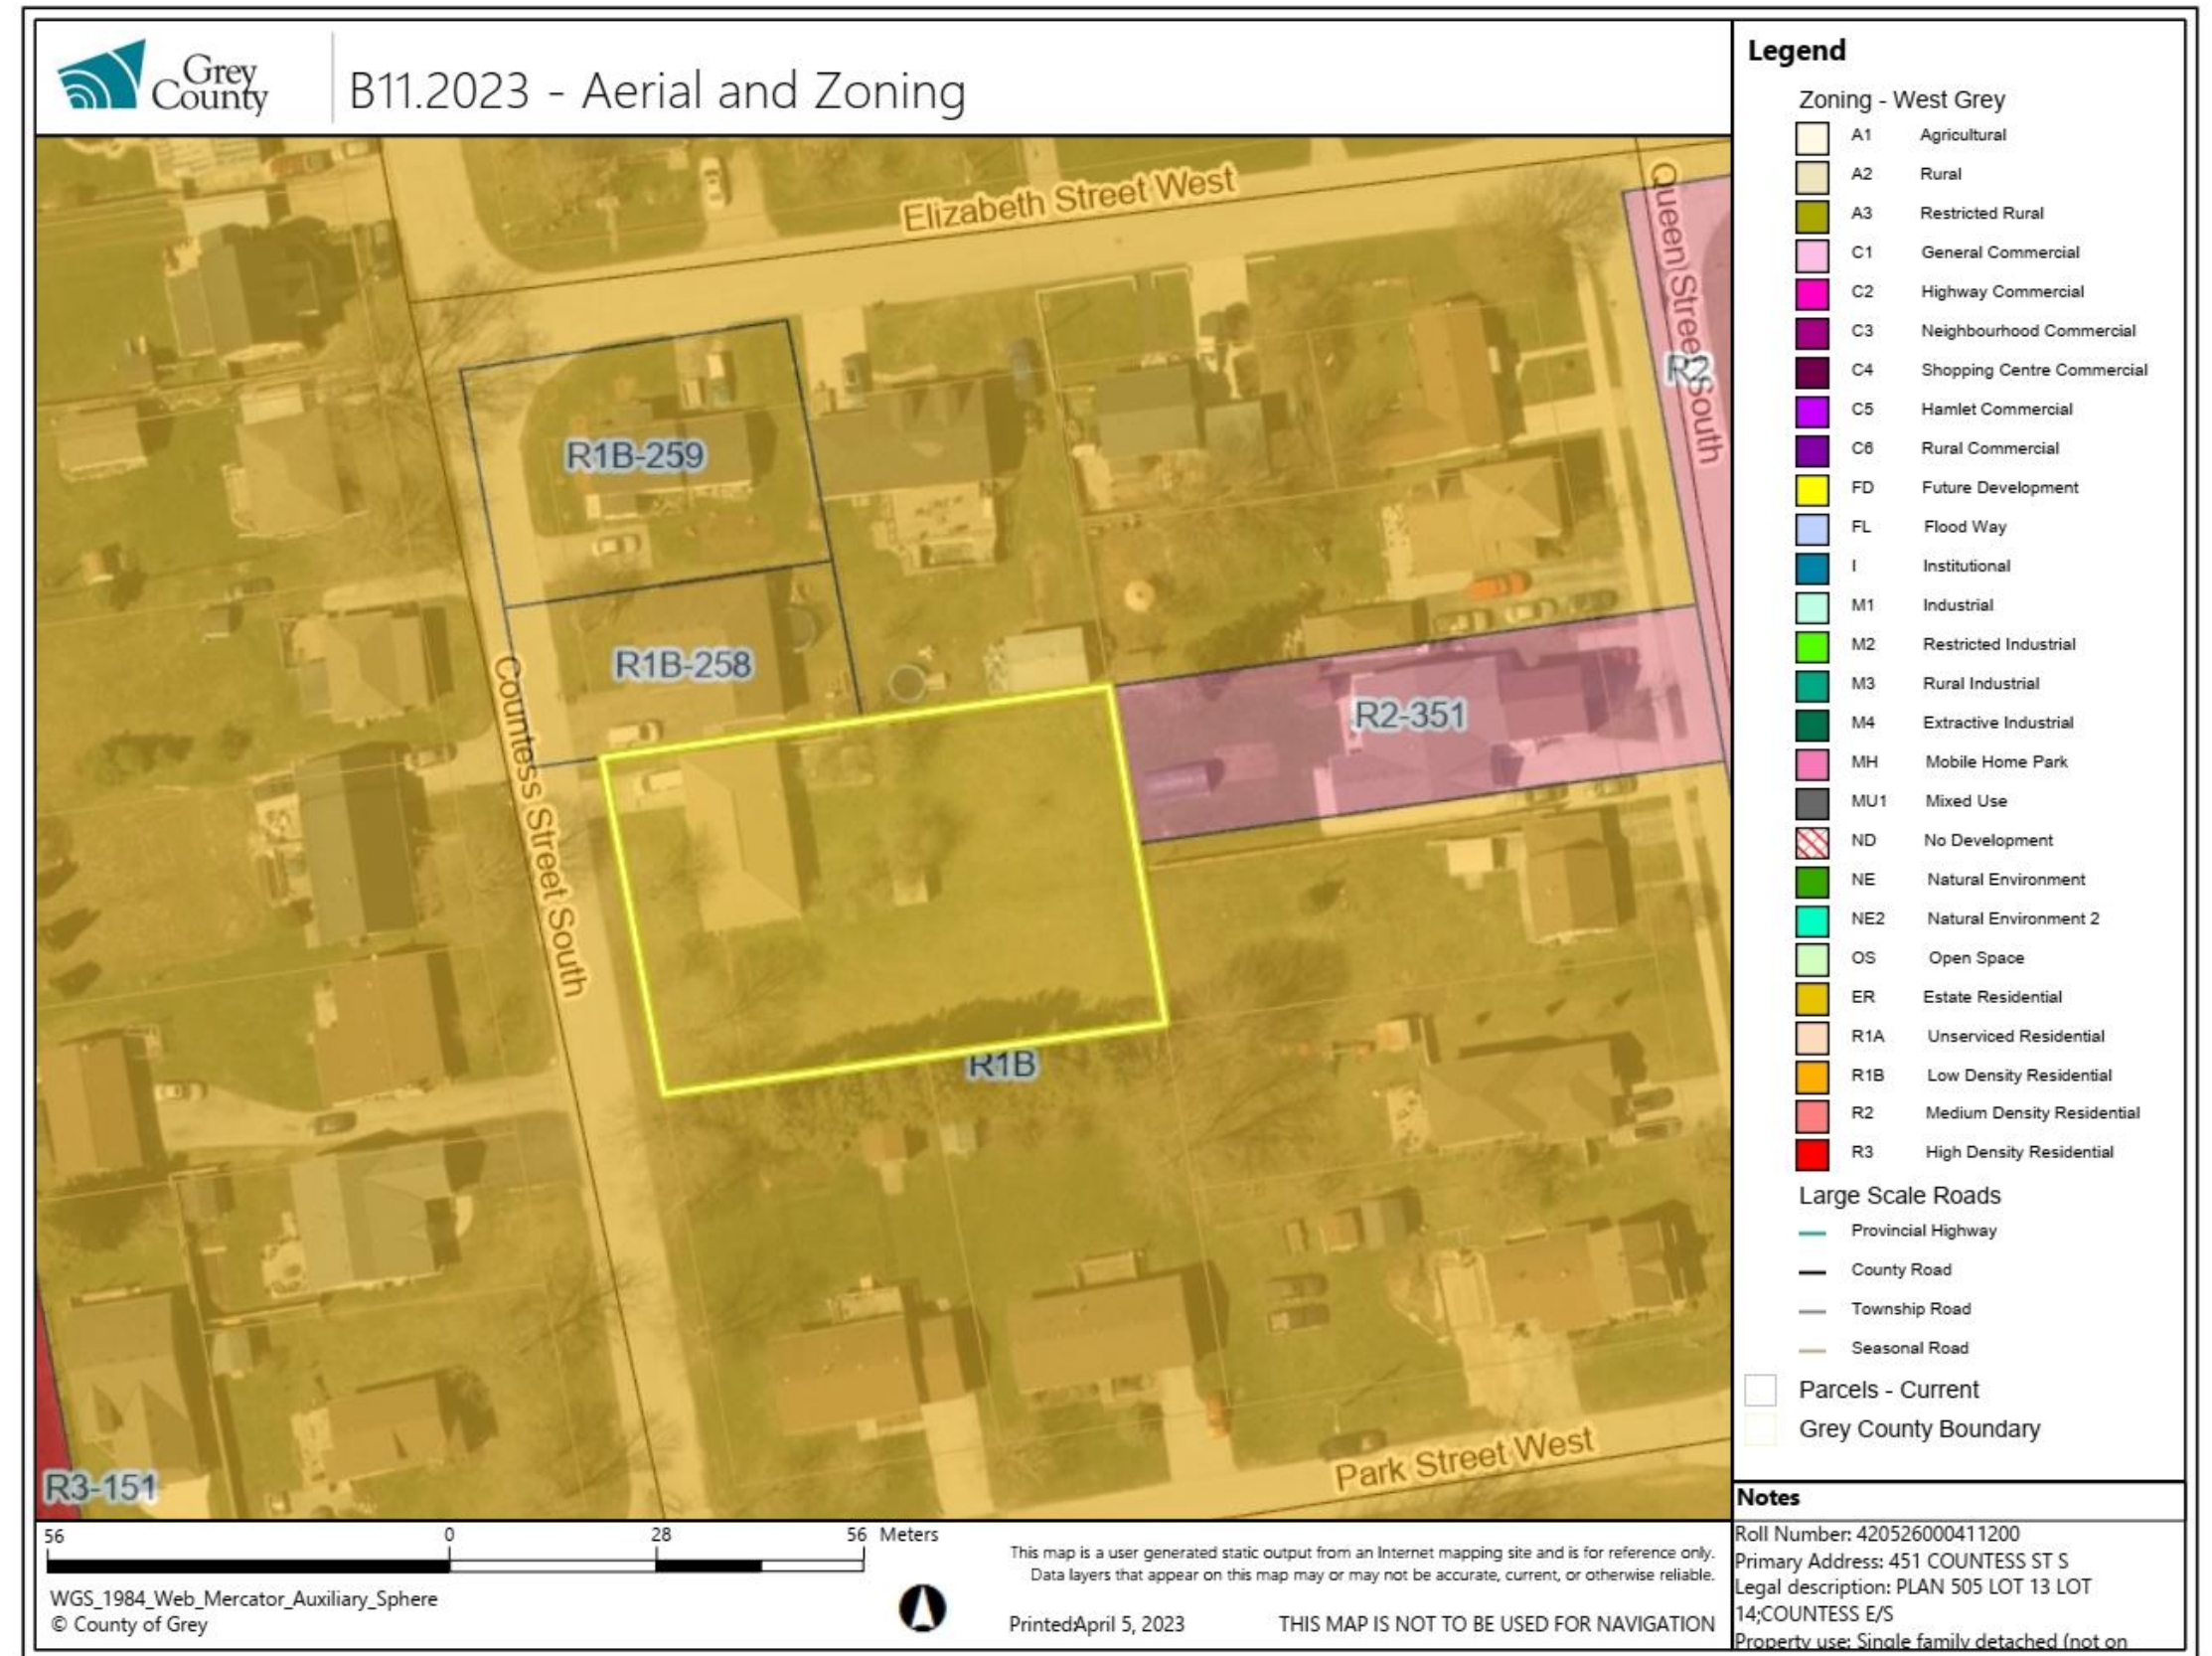 Grey
County
B11.2023 - Aerial and Zoning
Elizabeth Street West
Queen Street South
R2
R1B-259
R1B-258
R2-351
Countess Street South
R1B
Park Street West
R3-151
56 0 28 56 Meters
WGS_1984_Web_Mercator_Auxiliary_Sphere
© County of Grey
This map is a user generated static output from an Internet mapping site and is for reference only.
Data layers that appear on this map may or may not be accurate, current, or otherwise reliable.
Printed:April 5, 2023 THIS MAP IS NOT TO BE USED FOR NAVIGATION
Legend
Zoning - West Grey
A1 Agricultural
A2 Rural
A3 Restricted Rural
C1 General Commercial
C2 Highway Commercial
C3 Neighbourhood Commercial
C4 Shopping Centre Commercial
C5 Hamlet Commercial
C6 Rural Commercial
FD Future Development
FL Flood Way
I Institutional
M1 Industrial
M2 Restricted Industrial
M3 Rural Industrial
M4 Extractive Industrial
MH Mobile Home Park
MU1 Mixed Use
ND No Development
NE Natural Environment
NE2 Natural Environment 2
OS Open Space
ER Estate Residential
R1A Unserviced Residential
R1B Low Density Residential
R2 Medium Density Residential
R3 High Density Residential
Large Scale Roads
Provincial Highway
County Road
Township Road
Seasonal Road
Parcels - Current
Grey County Boundary
Notes
Roll Number: 420526000411200
Primary Address: 451 COUNTESS ST S
Legal description: PLAN 505 LOT 13 LOT
14;COUNTESS E/S
Property use: Single family detached (not on